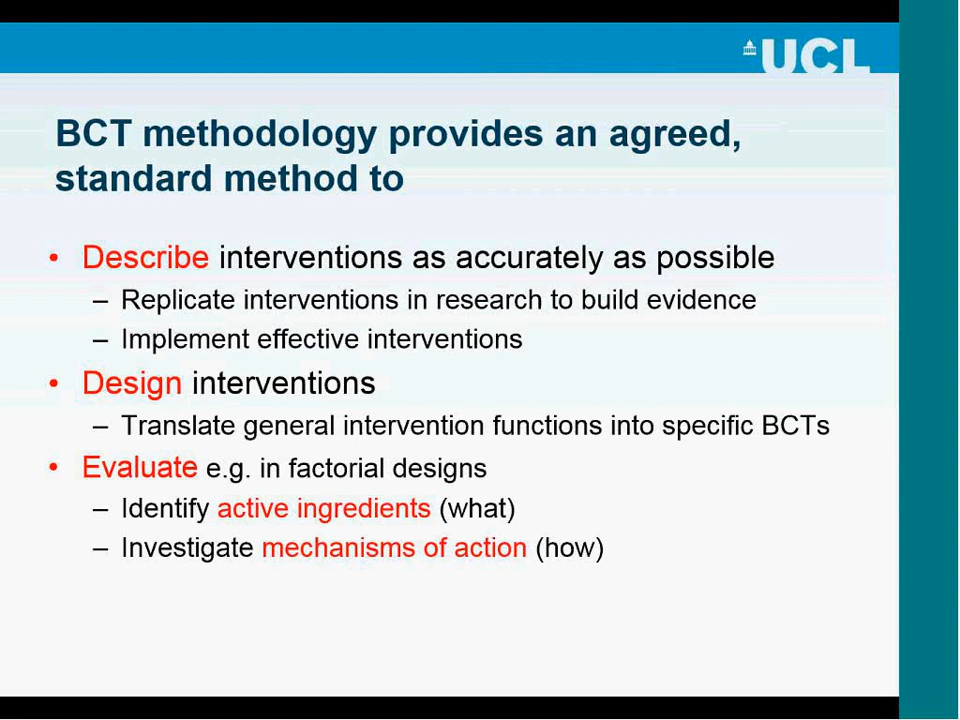 UCL
BCT methodology provides an agreed,
standard method to
• Describe interventions as accurately as possible
– Replicate interventions in research to build evidence
– Implement effective interventions
• Design interventions
– Translate general intervention functions into specific BCTs
• Evaluate e.g. in factorial designs
– Identify active ingredients (what)
– Investigate mechanisms of action (how)